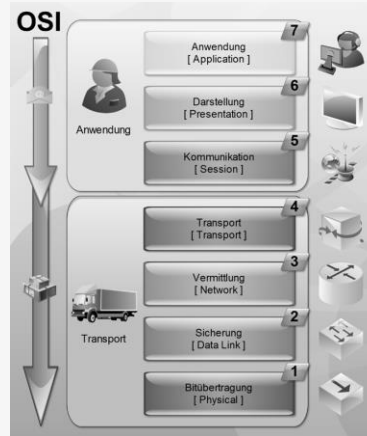 OSI
7
Anwendung
[ Application ]
6
Darstellung
[ Presentation ]
Anwendung
5
Kommunikation
[ Session ]
4
Transport
[ Transport ]
3
Vermittlung
[ Network ]
2
Sicherung
[ Data Link ]
Transport
1
Bitübertragung
[ Physical ]